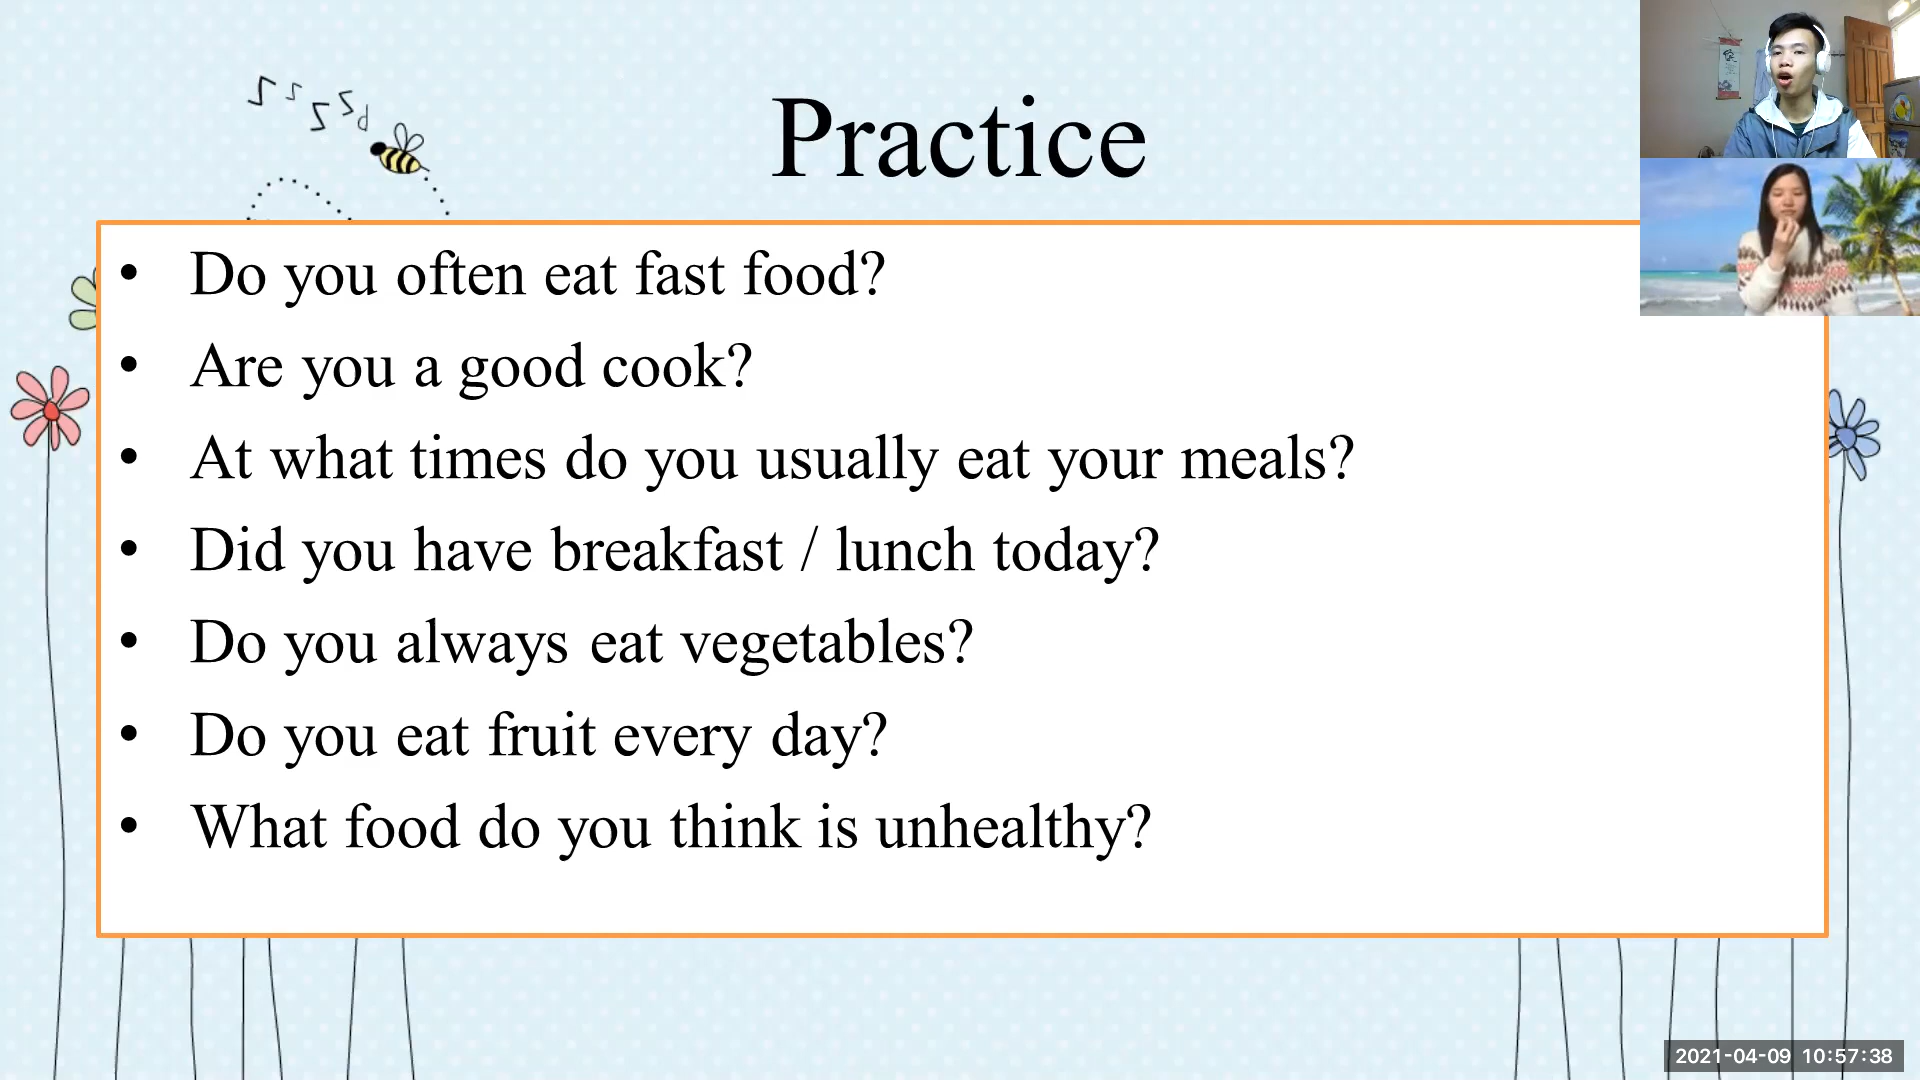 Practice
• Do you often eat fast food?
• Are you a good cook?
• At what times do you usually eat your meals?
• Did you have breakfast / lunch today?
• Do you always eat vegetables?
• Do you eat fruit every day?
• What food do you think is unhealthy?
2021-04-09 10:57:38